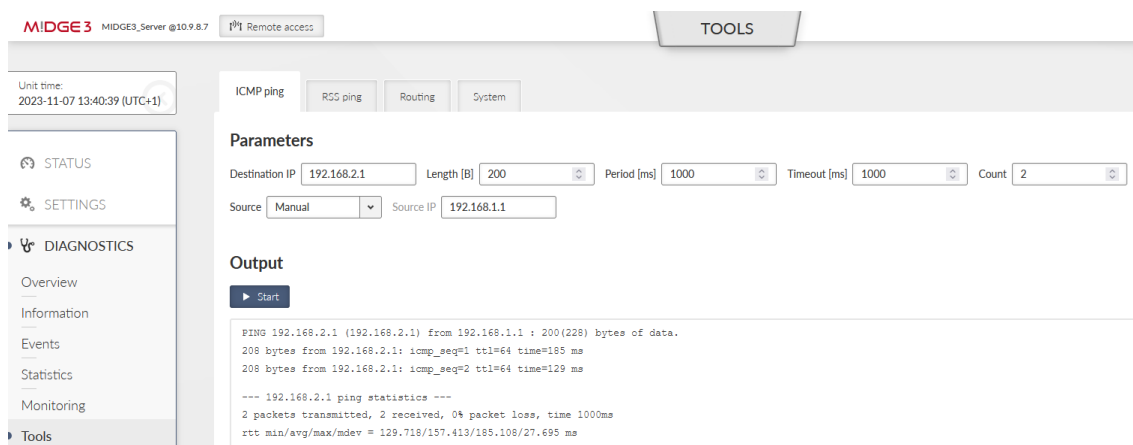 MIDGE 3 MIDGE3_Server @10.9.8.7 Remote access
TOOLS
Unit time:
2023-11-07 13:40:39 (UTC+1)
STATUS
SETTINGS
DIAGNOSTICS
Overview
Information
Events
Statistics
Monitoring
Tools
ICMP ping RSS ping Routing System
Parameters
Destination IP 192.168.2.1 Length [B] 200 Period [ms] 1000 Timeout [ms] 1000 Count 2
Source Manual Source IP 192.168.1.1
Output
Start
PING 192.168.2.1 (192.168.2.1) from 192.168.1.1 : 200(228) bytes of data.
208 bytes from 192.168.2.1: icmp_seq=1 ttl=64 time=185 ms
208 bytes from 192.168.2.1: icmp_seq=2 ttl=64 time=129 ms
--- 192.168.2.1 ping statistics ---
2 packets transmitted, 2 received, 0% packet loss, time 1000ms
rtt min/avg/max/mdev = 129.718/157.413/185.108/27.695 ms